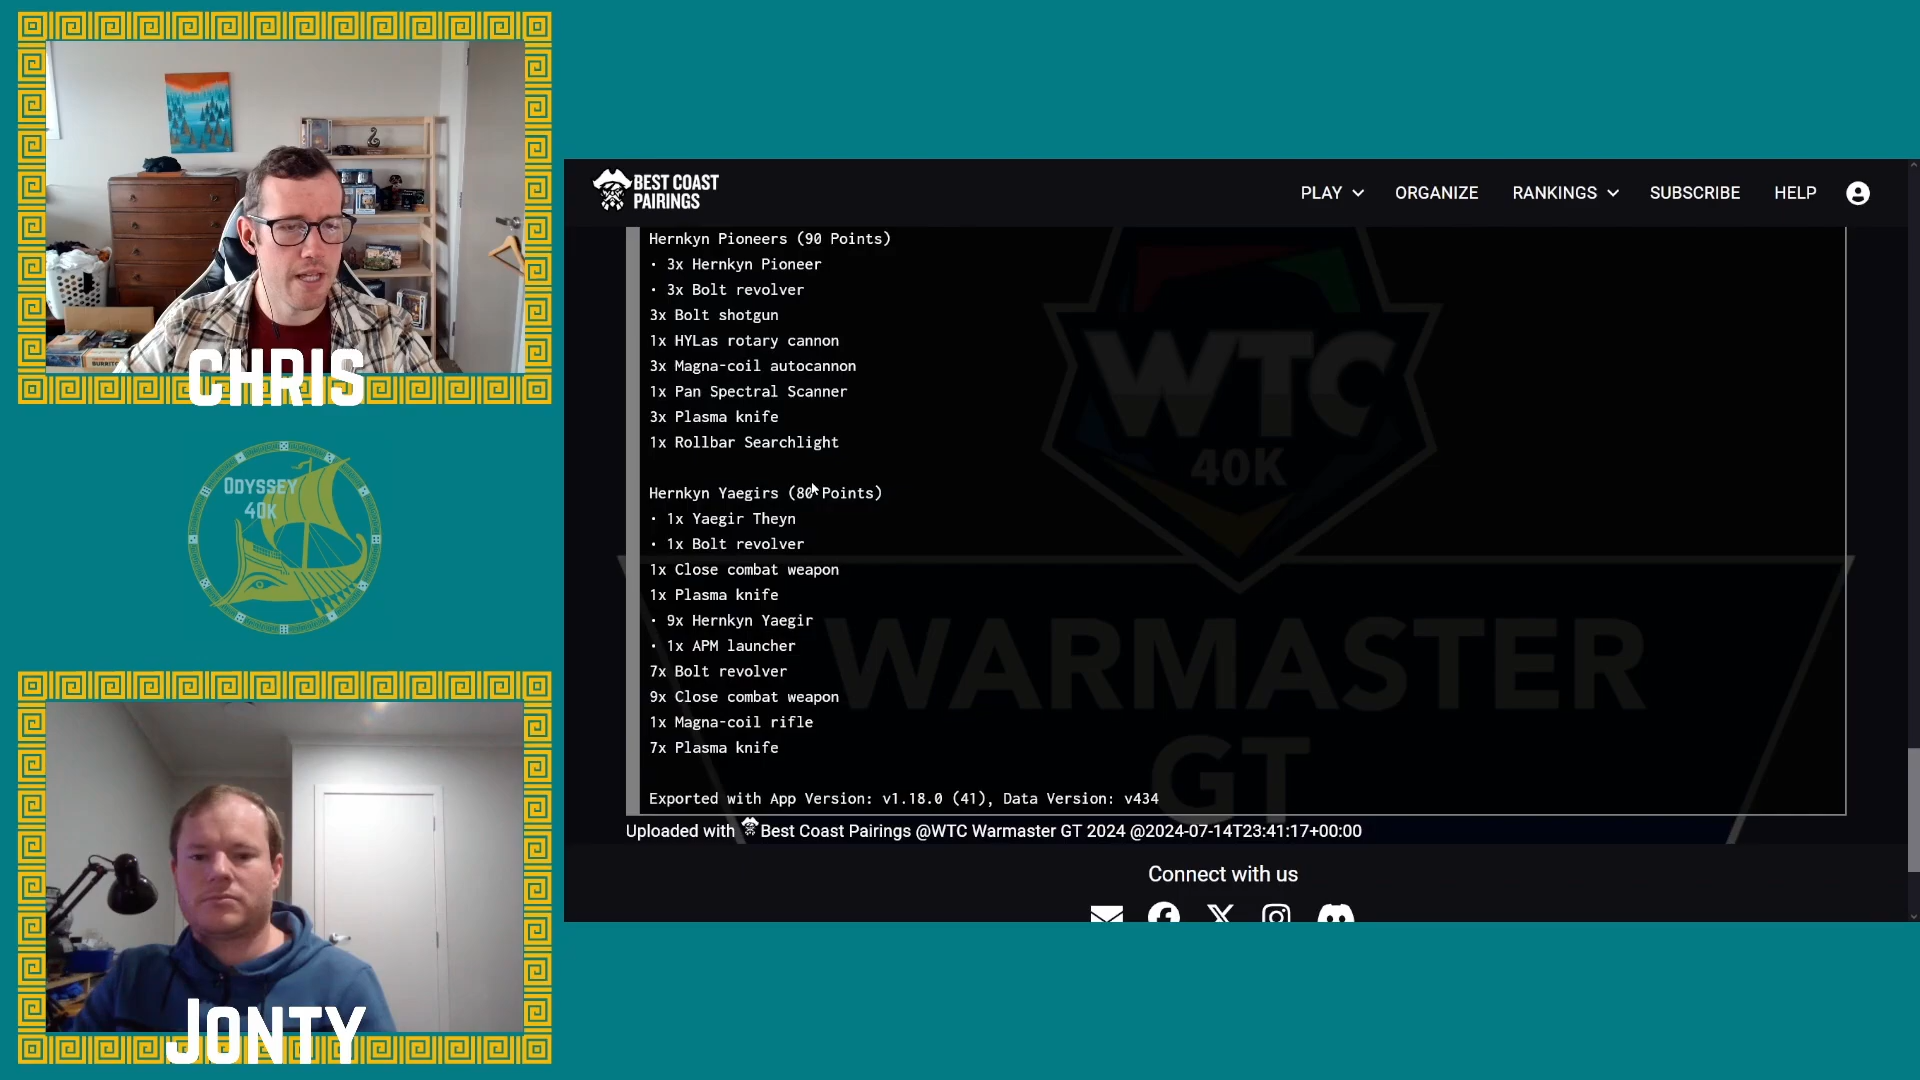 CHRIS
ODYSSEY
40K
JONTY
BEST COAST
PAIRINGS
PLAY
ORGANIZE
RANKINGS
SUBSCRIBE
HELP
Hernkyn Pioneers (90 Points)
• 3x Hernkyn Pioneer
• 3x Bolt revolver
3x Bolt shotgun
1x HYLas rotary cannon
3x Magna-coil autocannon
1x Pan Spectral Scanner
3x Plasma knife
1x Rollbar Searchlight
Hernkyn Yaegirs (80 Points)
• 1x Yaegir Theyn
• 1x Bolt revolver
1x Close combat weapon
1x Plasma knife
• 9x Hernkyn Yaegir
• 1x APM launcher
7x Bolt revolver
9x Close combat weapon
1x Magna-coil rifle
7x Plasma knife
Exported with App Version: v1.18.0 (41), Data Version: v434
WTC
40K
WARMASTER
GT
Uploaded with Best Coast Pairings @WTC Warmaster GT 2024 @2024-07-14T23:41:17+00:00
Connect with us